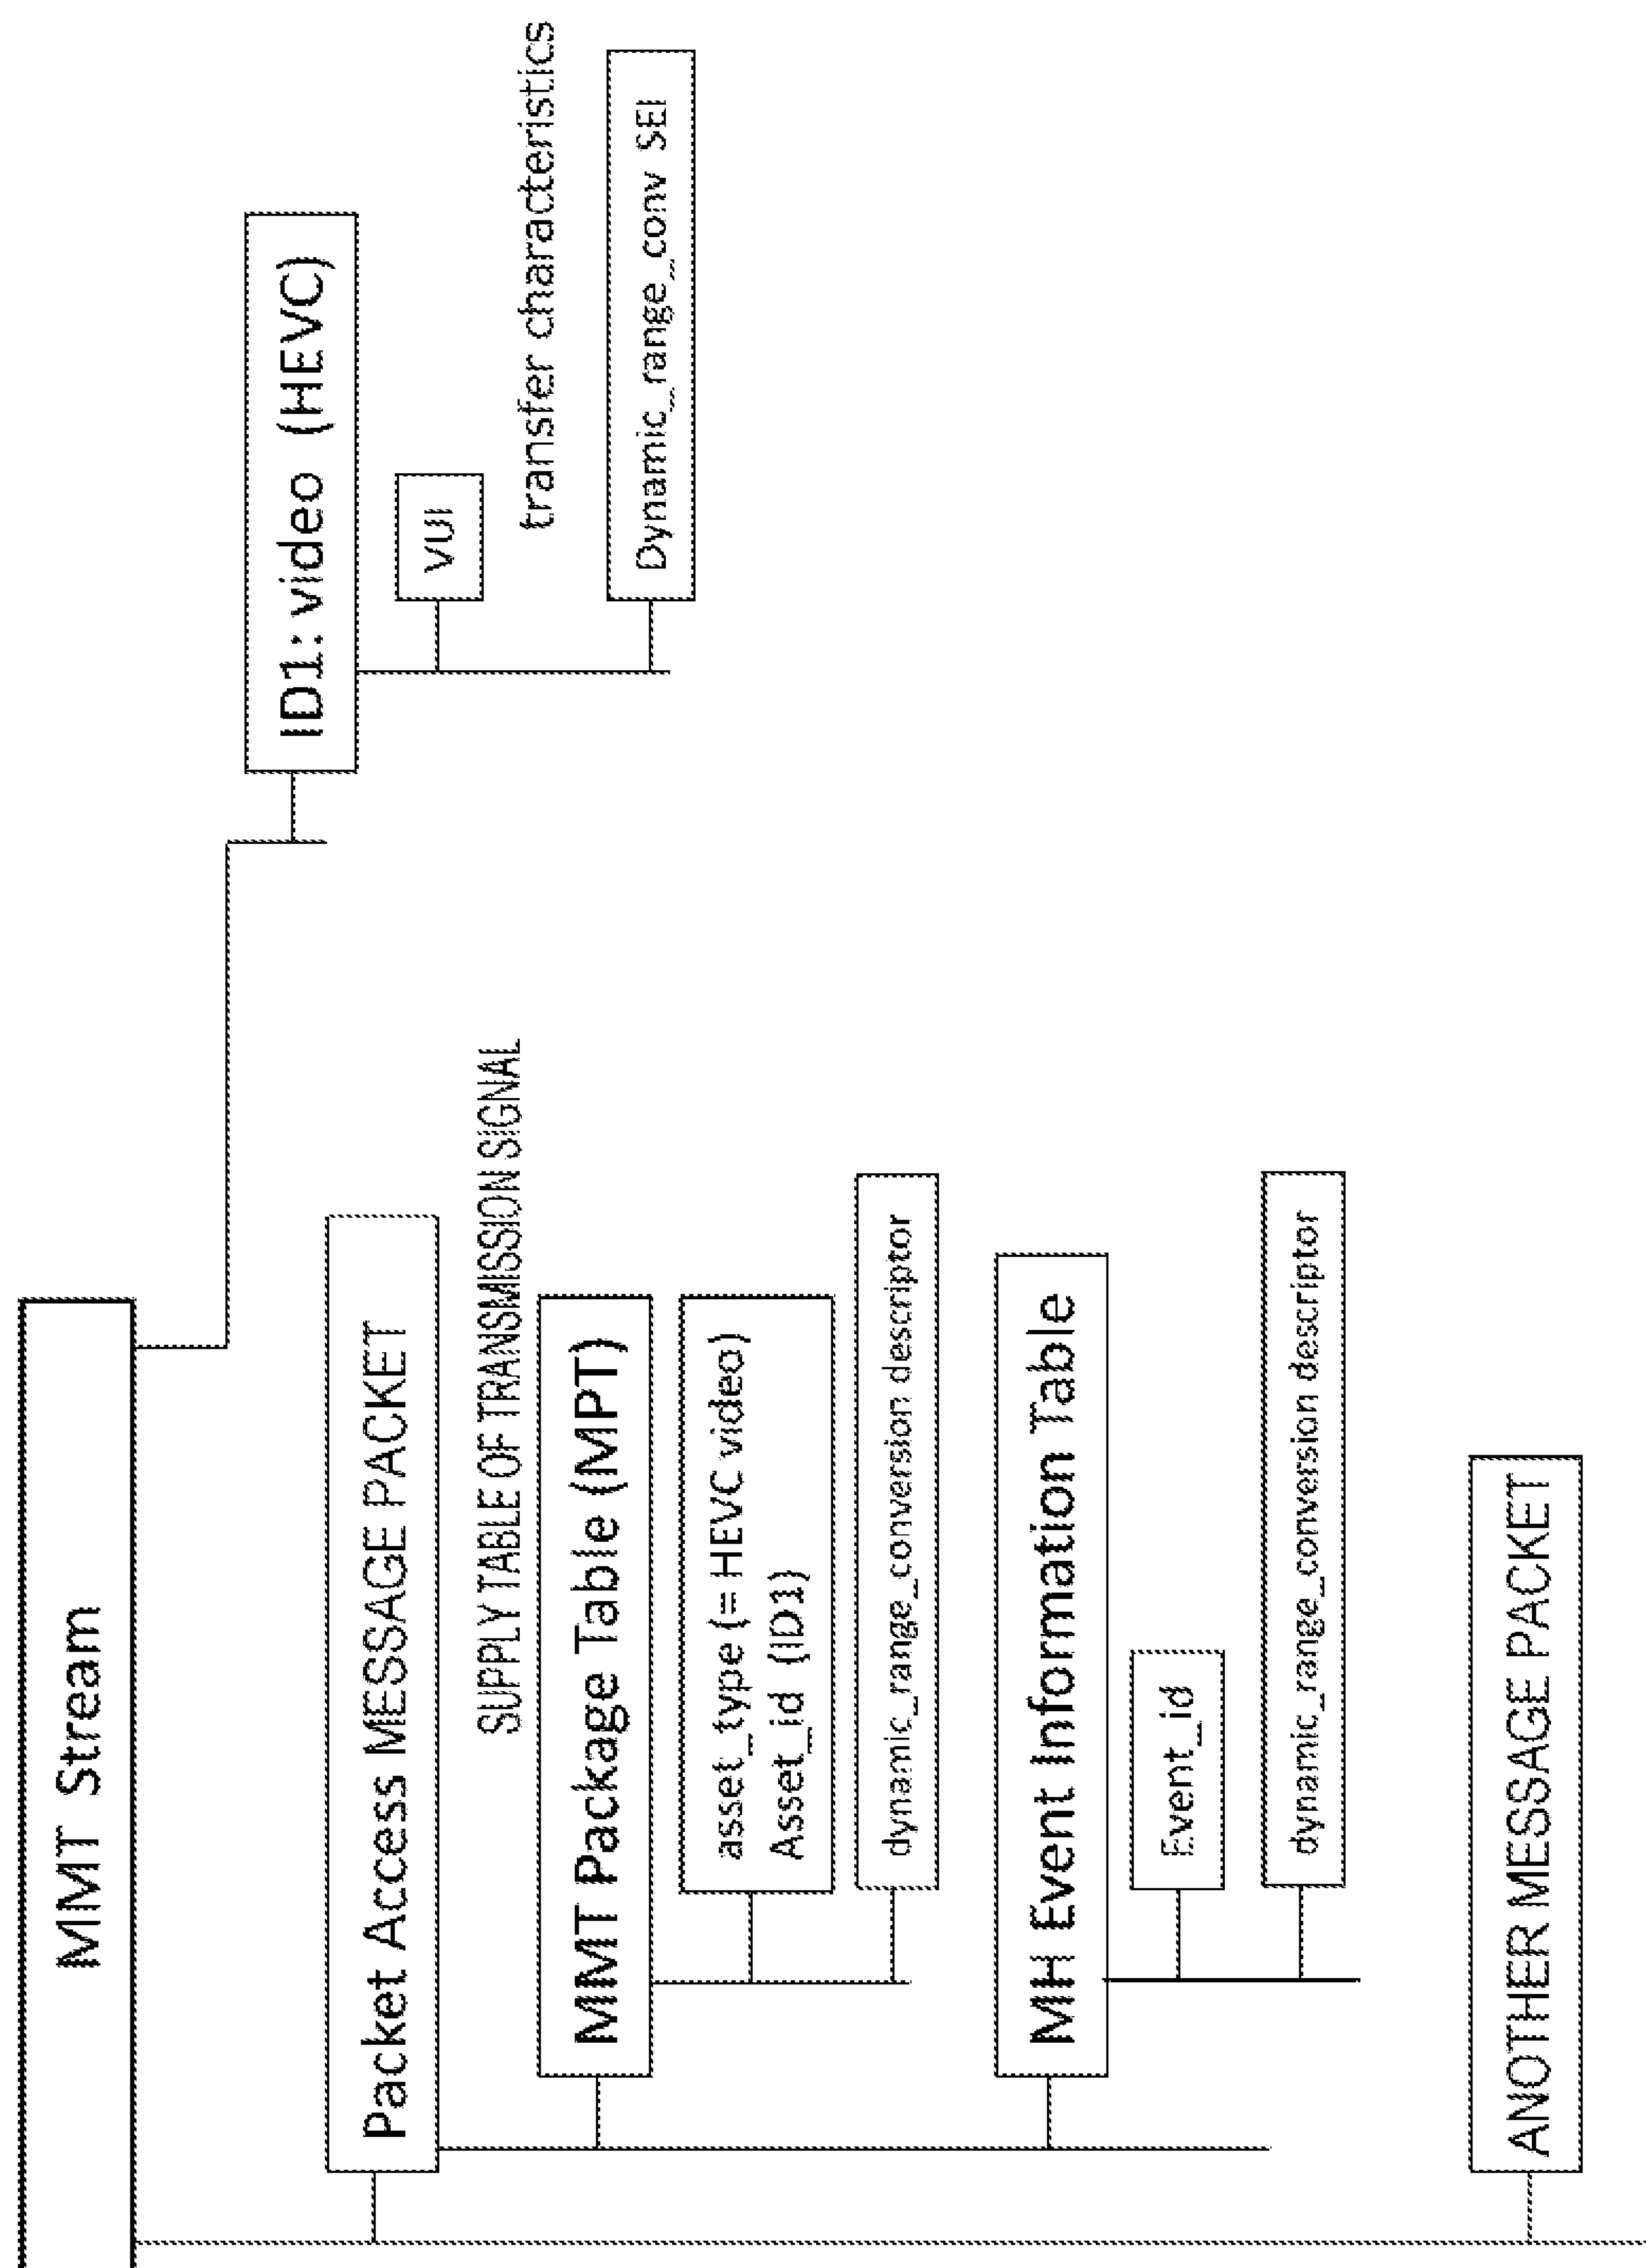 MMT Stream
Packet Access MESSAGE PACKET
SUPPLY TABLE OF TRANSMISSION SIGNAL
MMT Package Table (MPT)
asset_type (= HEVC video)
Asset_id (ID1)
dynamic_range_conversion descriptor
MH Event Information Table
Event_id
dynamic_range_conversion descriptor
ANOTHER MESSAGE PACKET
ID1: video (HEVC)
VUI
transfer characteristics
Dynamic_range_conv SEI